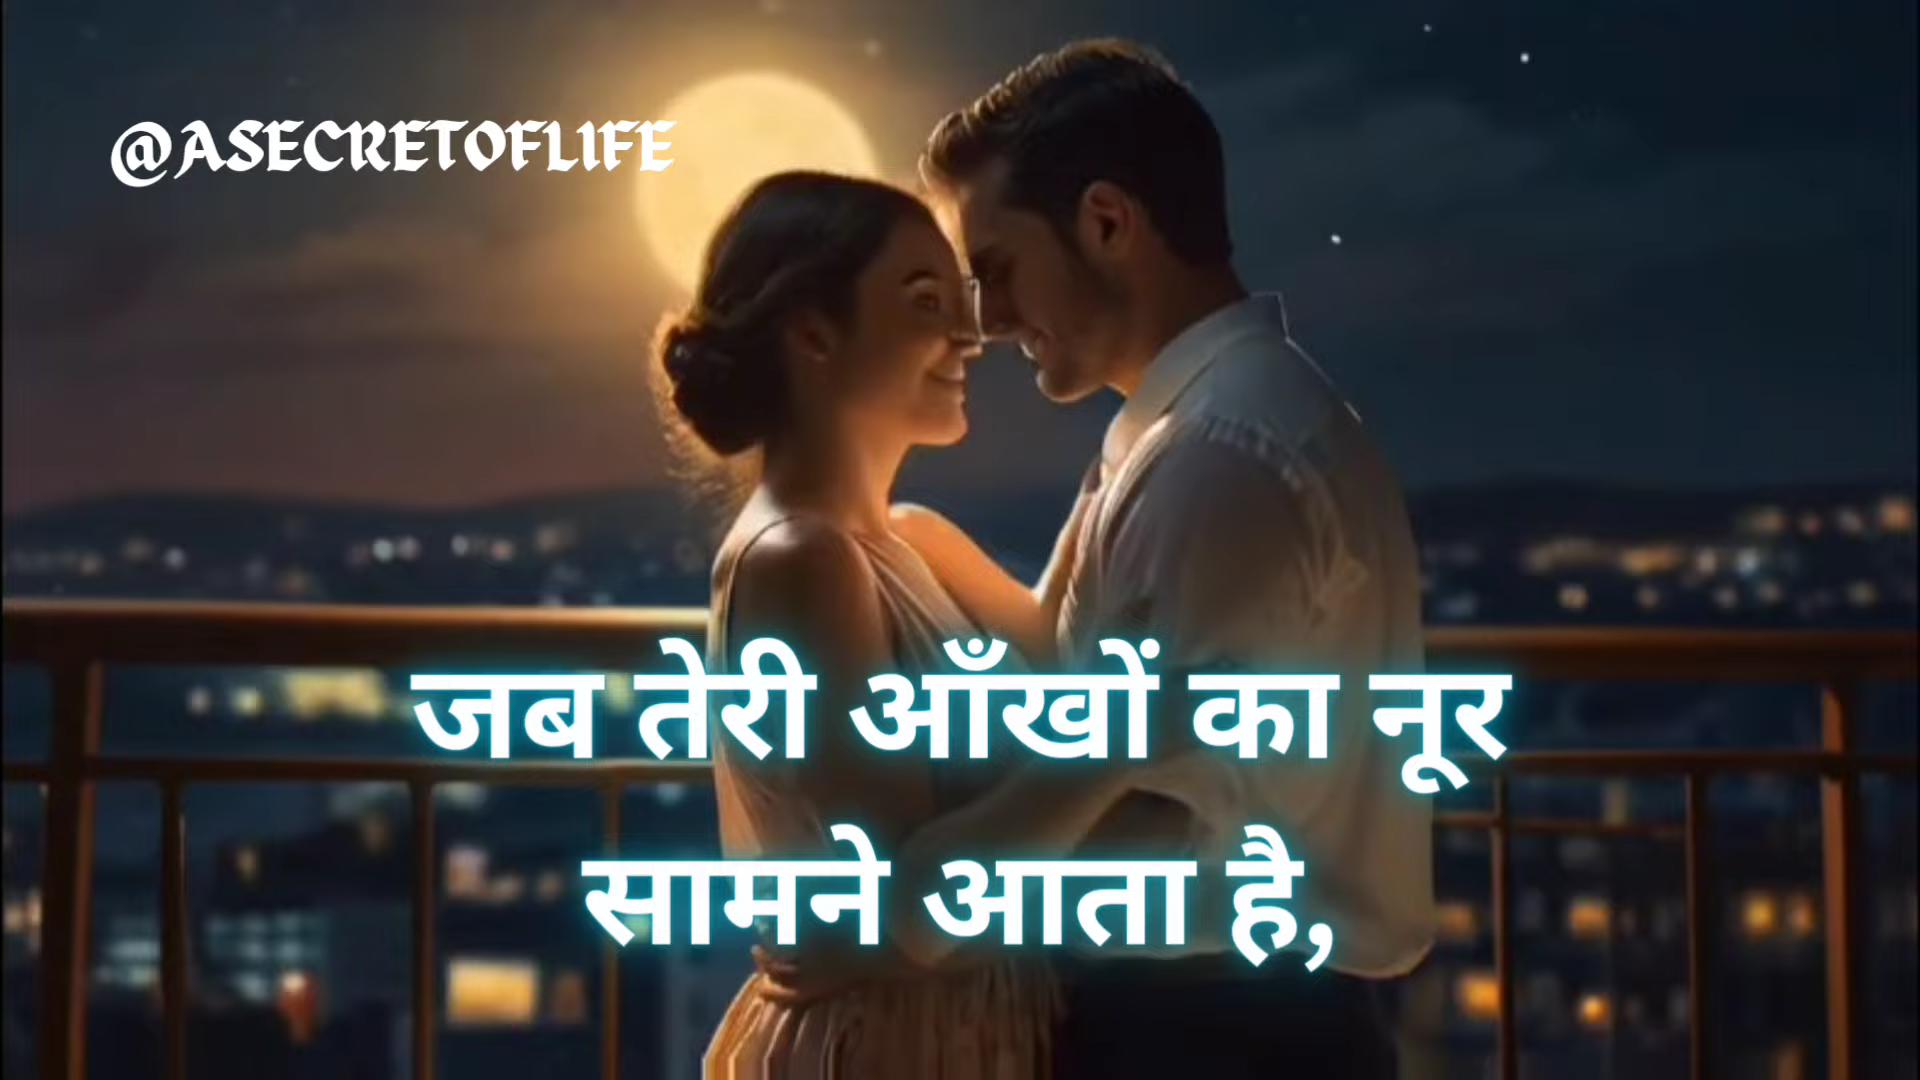 @ASECRETOFLIFE
जब तेरी आँखों का नूर
सामने आता है,